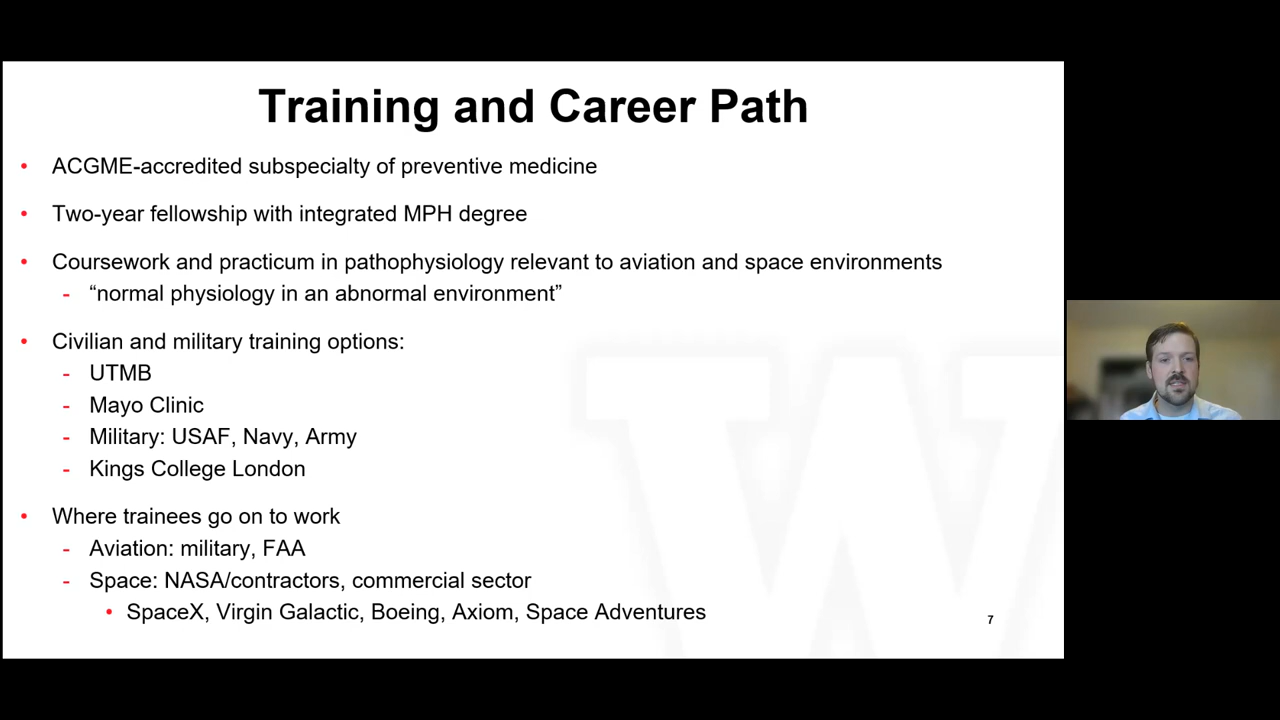 Training and Career Path
• ACGME-accredited subspecialty of preventive medicine
• Two-year fellowship with integrated MPH degree
• Coursework and practicum in pathophysiology relevant to aviation and space environments
- “normal physiology in an abnormal environment”
• Civilian and military training options:
- UTMB
- Mayo Clinic
- Military: USAF, Navy, Army
- Kings College London
• Where trainees go on to work
- Aviation: military, FAA
- Space: NASA/contractors, commercial sector
• SpaceX, Virgin Galactic, Boeing, Axiom, Space Adventures
7
W